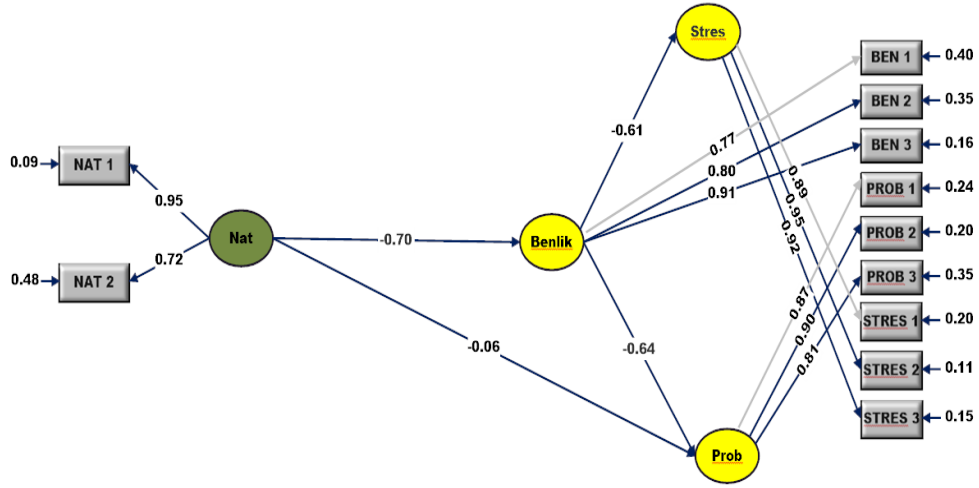 Stres
BEN 1
0.40
BEN 2
0.35
BEN 3
0.16
PROB 1
0.24
PROB 2
0.20
PROB 3
0.35
STRES 1
0.20
STRES 2
0.11
STRES 3
0.15
-0.61
0.77
0.80
0.91
0.89
0.95
0.92
0.09
NAT 1
0.95
Nat
-0.70
Benlik
0.72
0.48
NAT 2
-0.06
-0.64
0.87
0.90
0.81
Prob